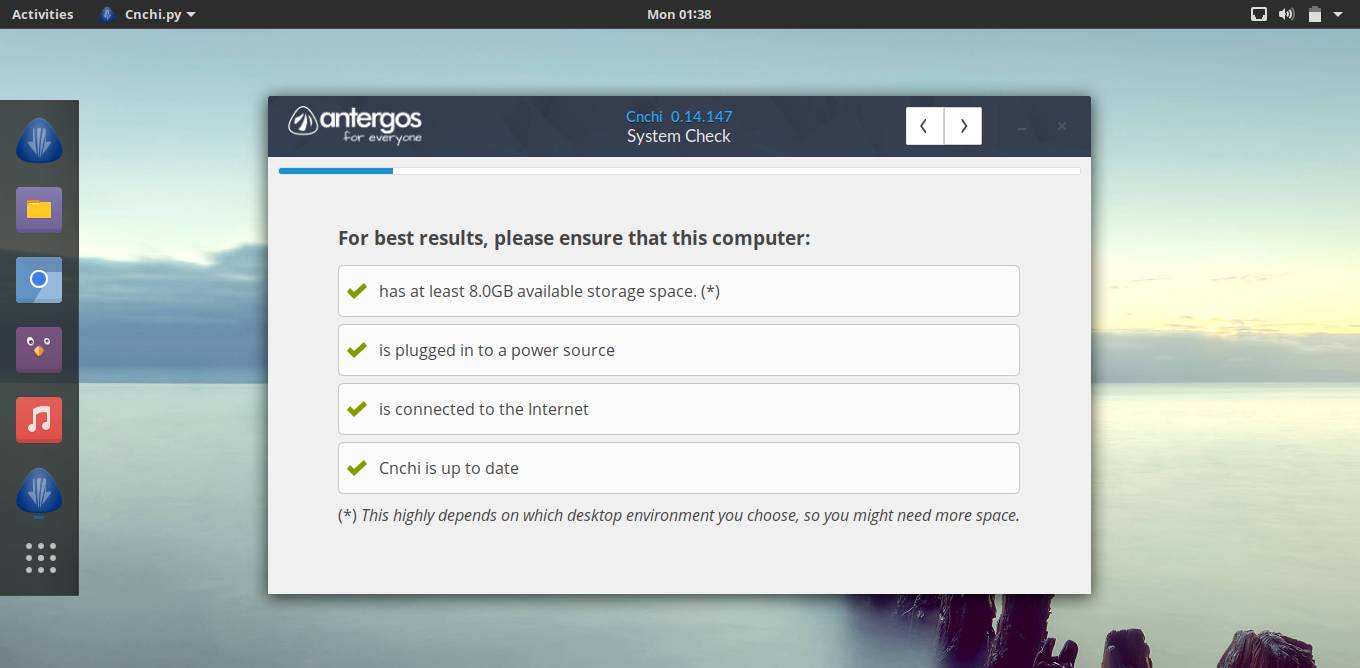 Activities Cnchi.py Mon 01:38
antergos
for everyone
Cnchi 0.14.147
System Check
For best results, please ensure that this computer:
has at least 8.0GB available storage space. (*)
is plugged in to a power source
is connected to the Internet
Cnchi is up to date
(*) This highly depends on which desktop environment you choose, so you might need more space.